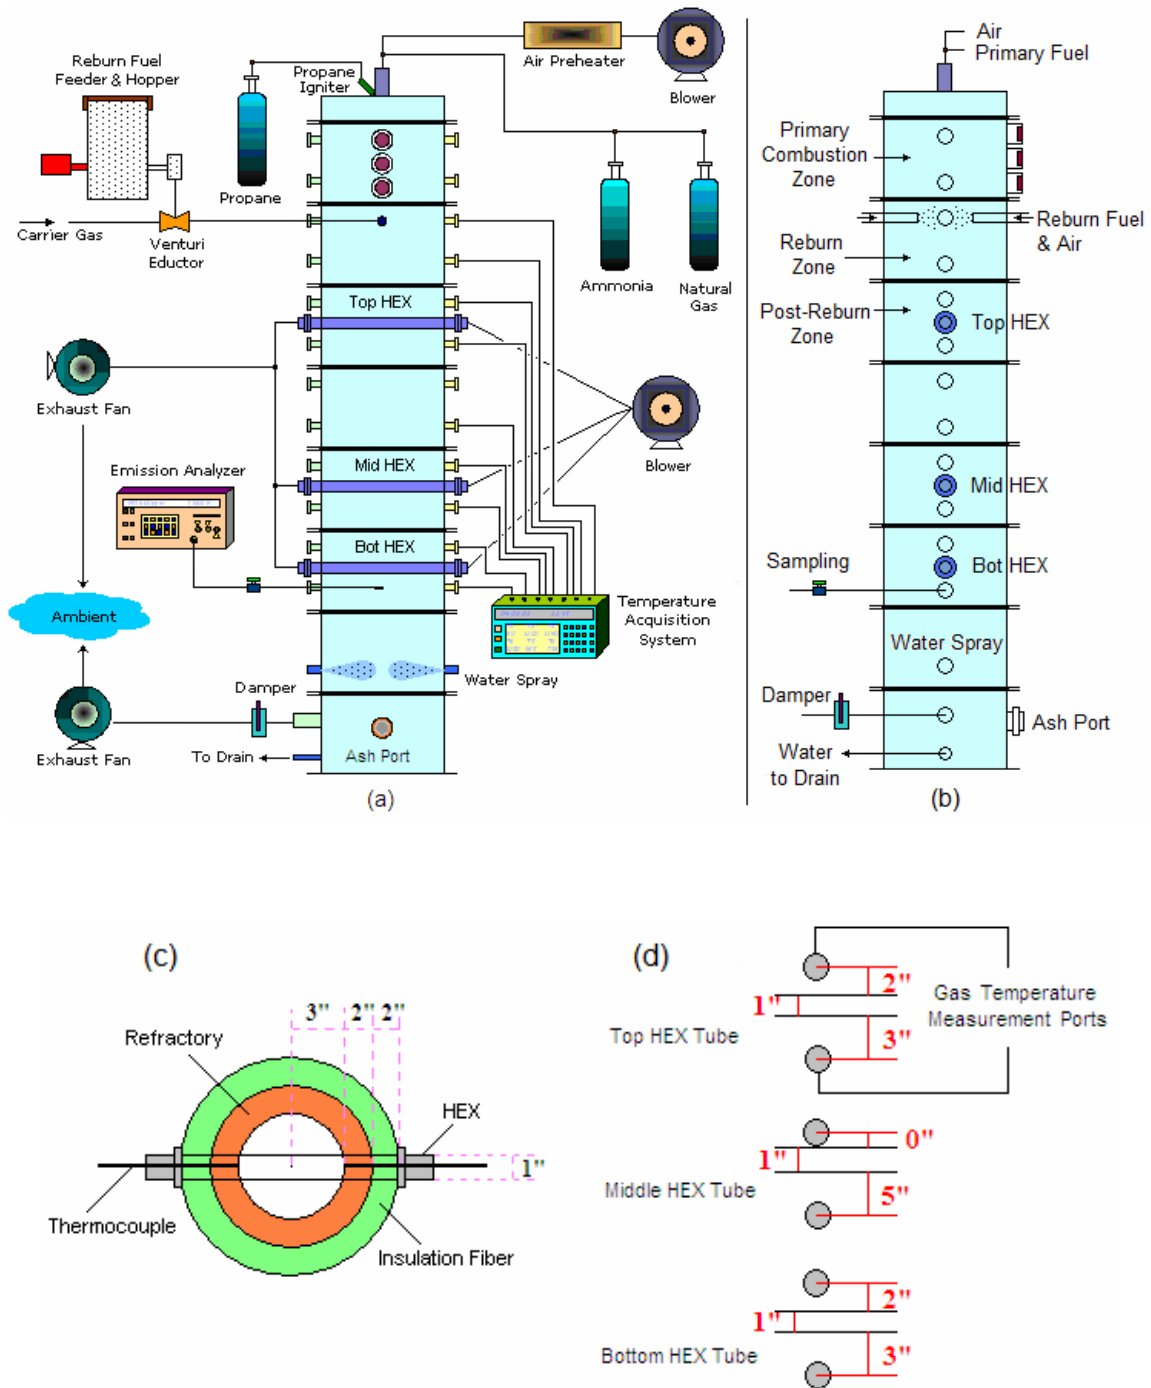 Reburn Fuel
Feeder & Hopper
Propane
Igniter
Air Preheater
Blower
Propane
Carrier Gas
Venturi
Eductor
Ammonia
Natural
Gas
Top HEX
Exhaust Fan
Blower
Emission Analyzer
Mid HEX
Bot HEX
Ambient
Temperature
Acquisition
System
Water Spray
Damper
Exhaust Fan
To Drain
Ash Port
(a)
Air
Primary Fuel
Primary
Combustion
Zone
Reburn Fuel
& Air
Reburn
Zone
Post-Reburn
Zone
Top HEX
Mid HEX
Sampling
Bot HEX
Water Spray
Damper
Ash Port
Water
to Drain
(b)
(c)
3" 2" 2"
Refractory
HEX
1"
Thermocouple
Insulation Fiber
(d)
2"
1"
Gas Temperature
Measurement Ports
Top HEX Tube
3"
0"
1"
Middle HEX Tube
5"
2"
1"
Bottom HEX Tube
3"